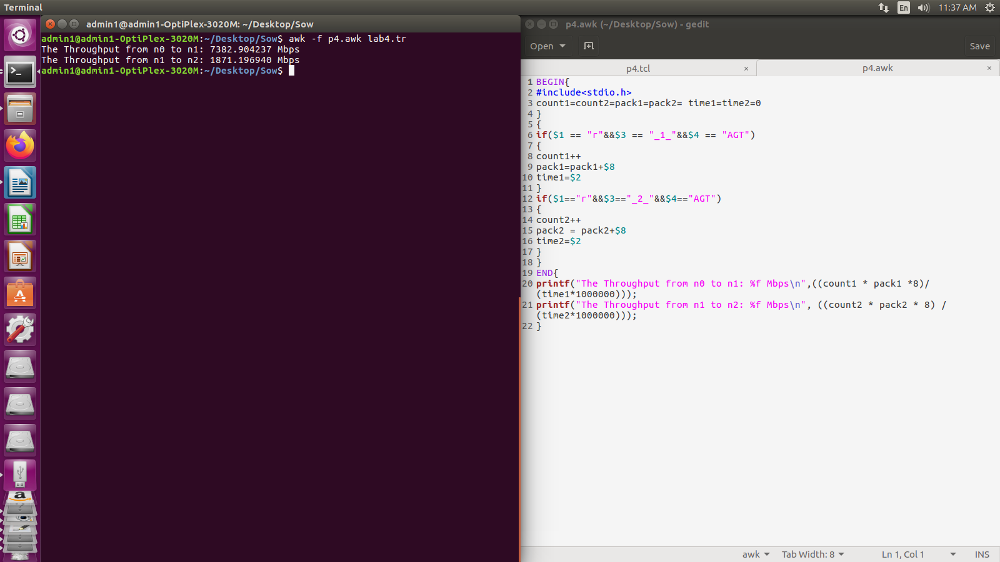 Terminal
En
11:37 AM
admin1@admin1-OptiPlex-3020M: ~/Desktop/Sow
admin1@admin1-OptiPlex-3020M:~/Desktop/Sow$ awk -f p4.awk lab4.tr
The Throughput from n0 to n1: 7382.904237 Mbps
The Throughput from n1 to n2: 1871.196940 Mbps
admin1@admin1-OptiPlex-3020M:~/Desktop/Sow$
p4.awk (~/Desktop/Sow) - gedit
Open
Save
p4.tcl ×
p4.awk ×
1 BEGIN{
2 #include<stdio.h>
3 count1=count2=pack1=pack2= time1=time2=0
4 }
5 {
6 if($1 == "r"&&$3 == "_1_"&&$4 == "AGT")
7 {
8 count1++
9 pack1=pack1+$8
10 time1=$2
11 }
12 if($1=="r"&&$3=="_2_"&&$4=="AGT")
13 {
14 count2++
15 pack2 = pack2+$8
16 time2=$2
17 }
18 }
19 END{
20 printf("The Throughput from n0 to n1: %f Mbps\n",((count1 * pack1 *8)/
(time1*1000000)));
21 printf("The Throughput from n1 to n2: %f Mbps\n", ((count2 * pack2 * 8) /
(time2*1000000)));
22 }
awk
Tab Width: 8
Ln 1, Col 1
INS